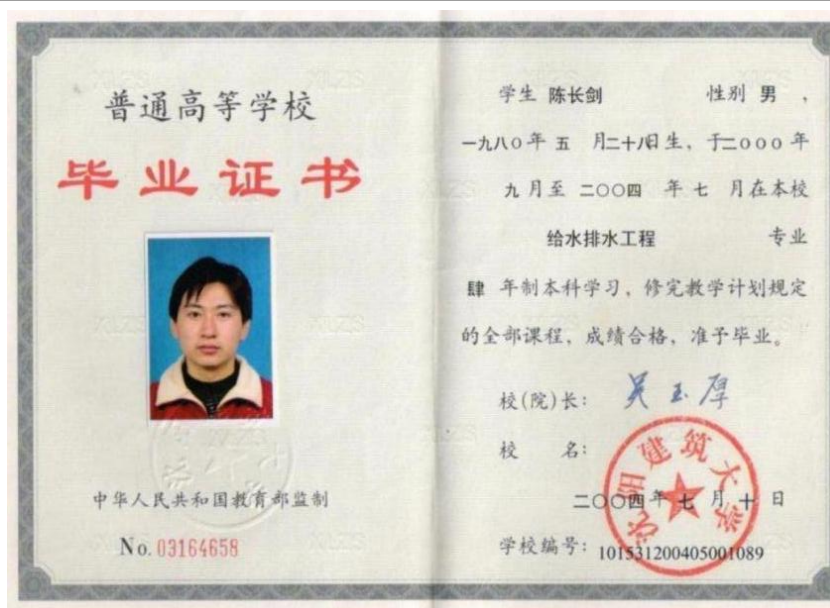 普通高等学校
毕业证书
中华人民共和国教育部监制
No. 03164658
学生 陈长剑 性别 男 ，
一九八〇年 五 月二十八日生，于二〇〇〇年
九月至 二〇〇四 年 七 月在本校
给水排水工程 专业
肆 年制本科学习，修完教学计划规定
的全部课程，成绩合格，准予毕业。
校(院)长： 吴玉厚
校 名：
沈阳建筑大学
二〇〇四年 七 月 十 日
学校编号：101531200405001089